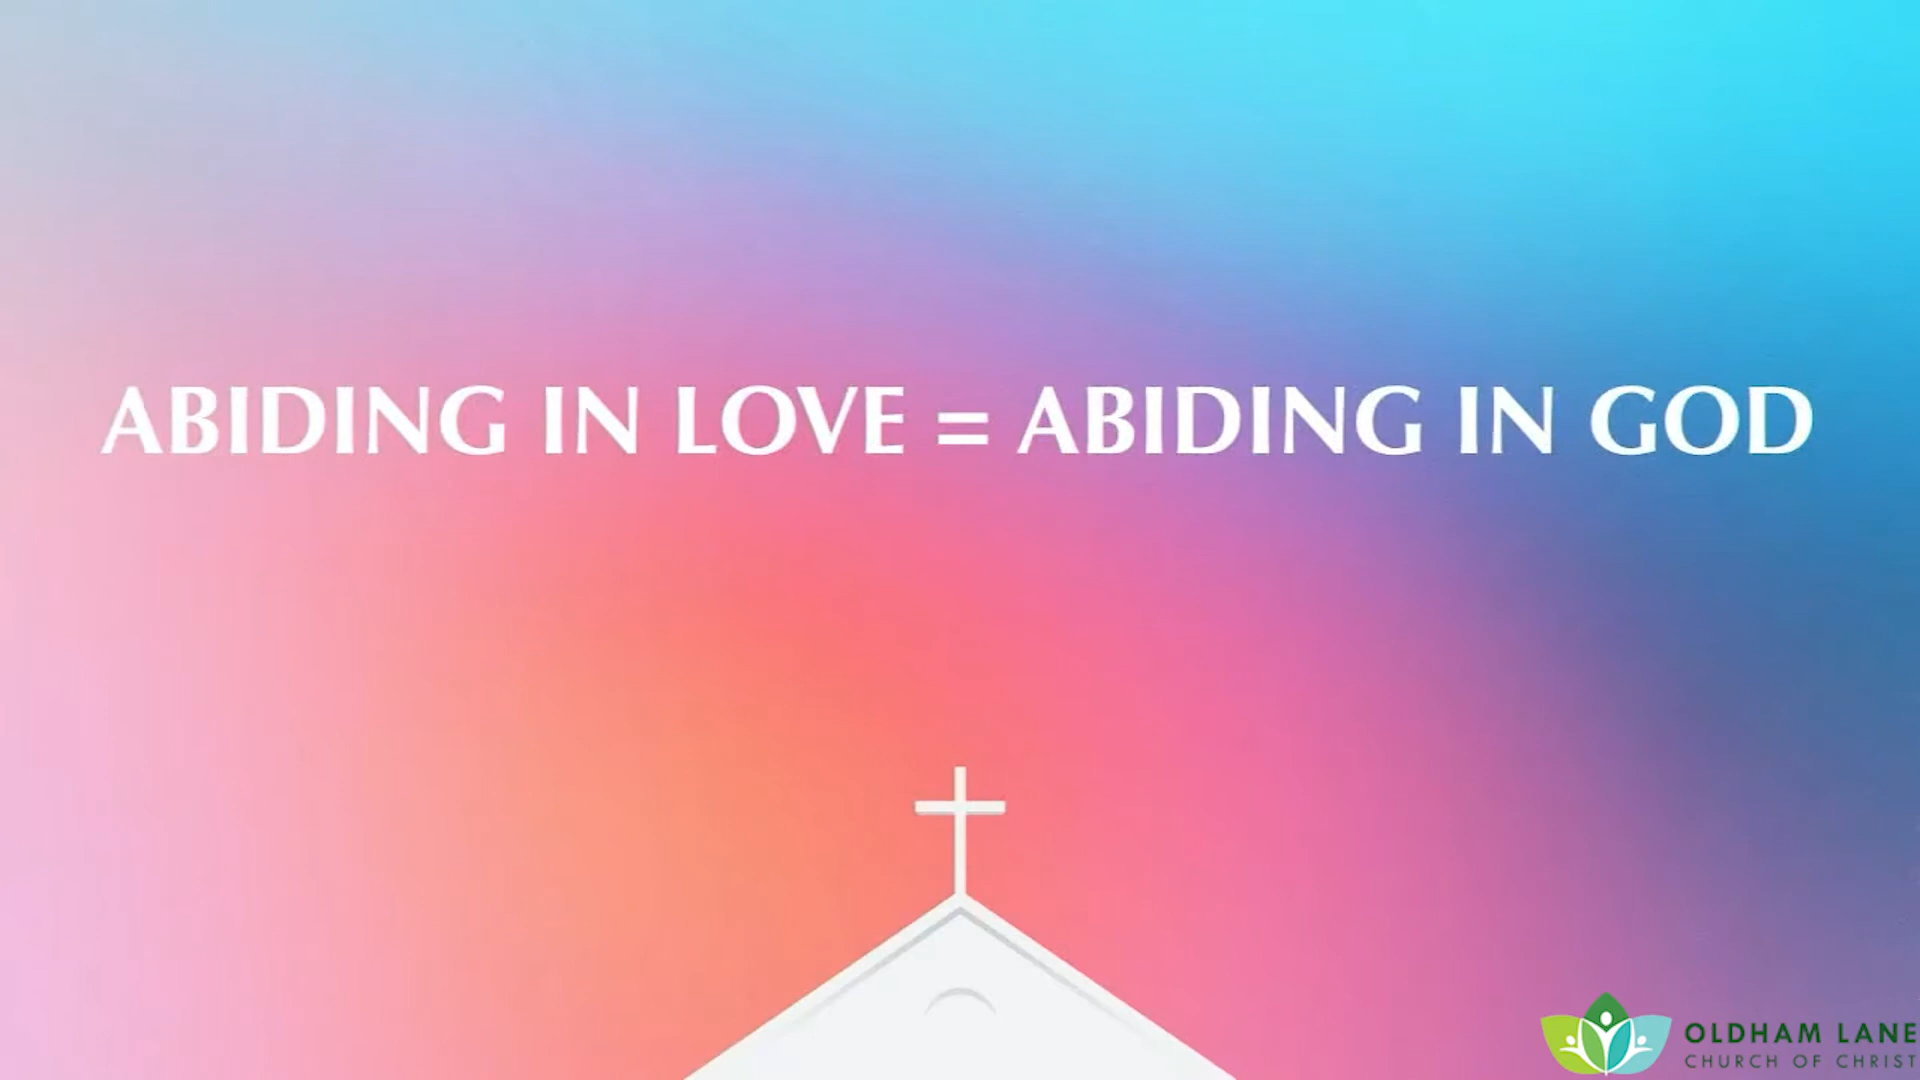 ABIDING IN LOVE = ABIDING IN GOD
OLDHAM LANE
CHURCH OF CHRIST